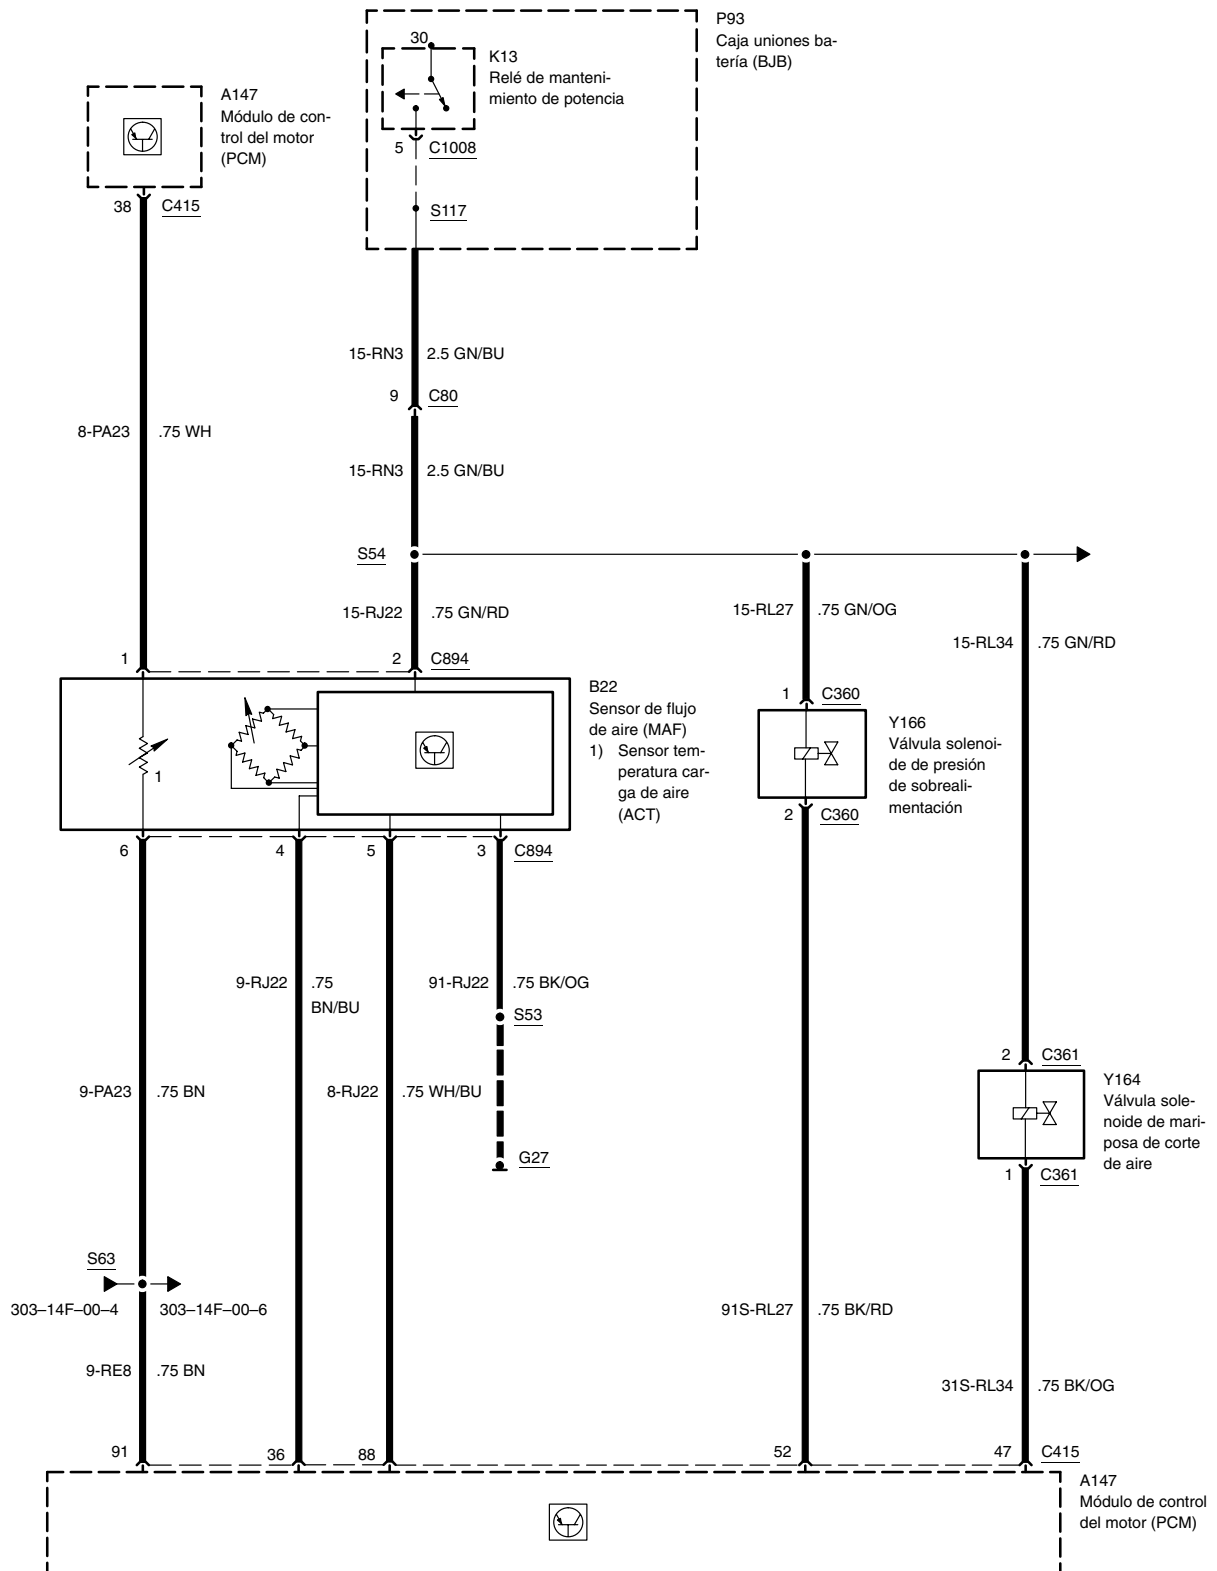 P93
Caja uniones ba-
tería (BJB)
30
K13
Relé de manteni-
miento de potencia
A147
Módulo de con-
trol del motor
(PCM)
5 C1008
38 C415
S117
15-RN3 2.5 GN/BU
9 C80
8-PA23 .75 WH
15-RN3 2.5 GN/BU
S54
15-RJ22 .75 GN/RD
15-RL27 .75 GN/OG
15-RL34 .75 GN/RD
1 2 C894
B22
Sensor de flujo
de aire (MAF)
1) Sensor tem-
peratura car-
ga de aire
(ACT)
1
1 C360
Y166
Válvula solenoi-
de de presión
de sobreali-
mentación
2 C360
6 4 5 3 C894
9-RJ22 .75
BN/BU
91-RJ22 .75 BK/OG
S53
2 C361
Y164
Válvula sole-
noide de mari-
posa de corte
de aire
9-PA23 .75 BN
8-RJ22 .75 WH/BU
G27
1 C361
S63
303–14F–00–4 303–14F–00–6
91S-RL27 .75 BK/RD
9-RE8 .75 BN
31S-RL34 .75 BK/OG
91 36 88 52 47 C415
A147
Módulo de control
del motor (PCM)